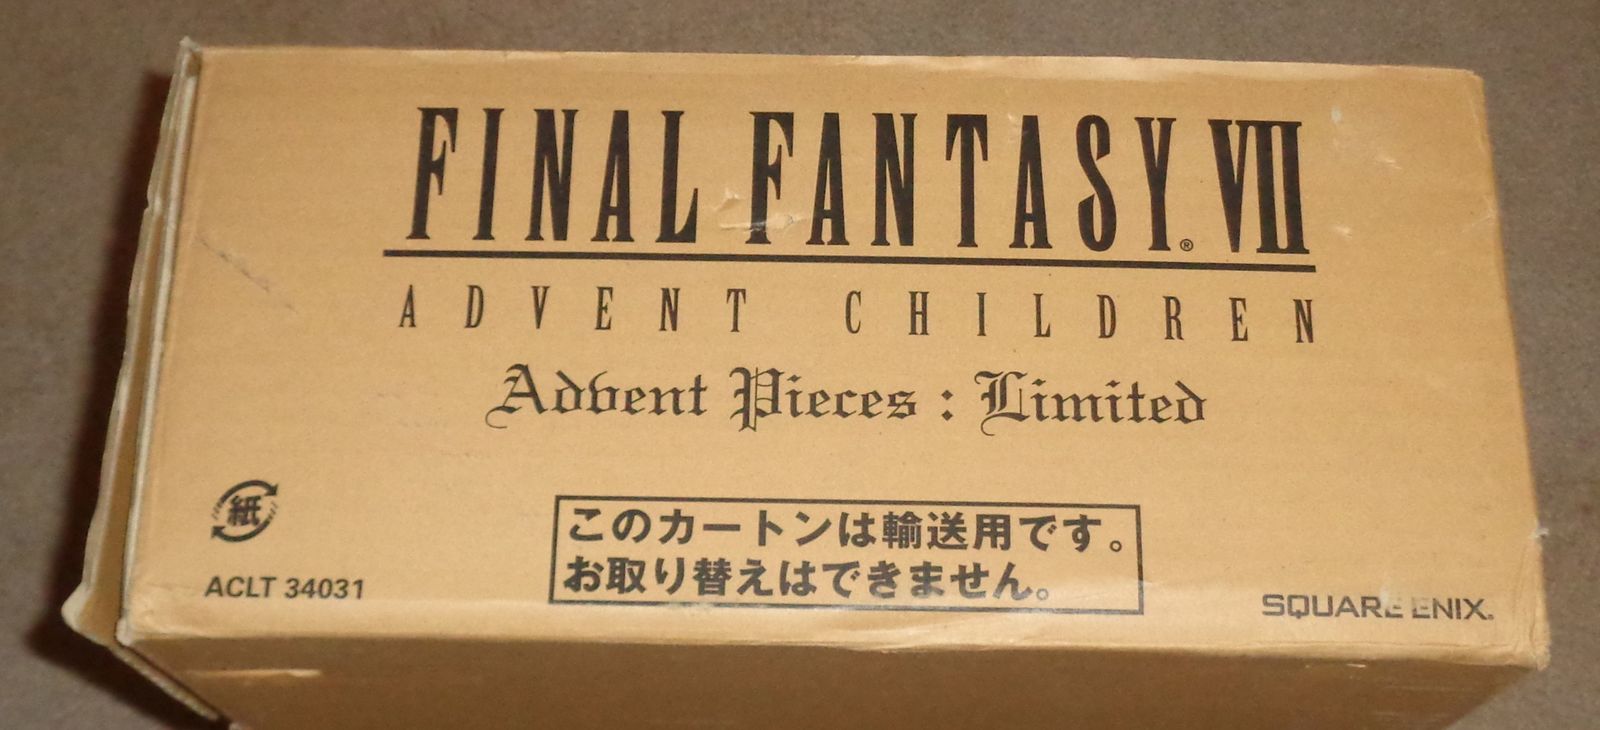 FINAL FANTASY® VII
ADVENT CHILDREN
Advent Pieces : Limited
紙
このカートンは輸送用です。
お取り替えはできません。
ACLT 34031
SQUARE ENIX.